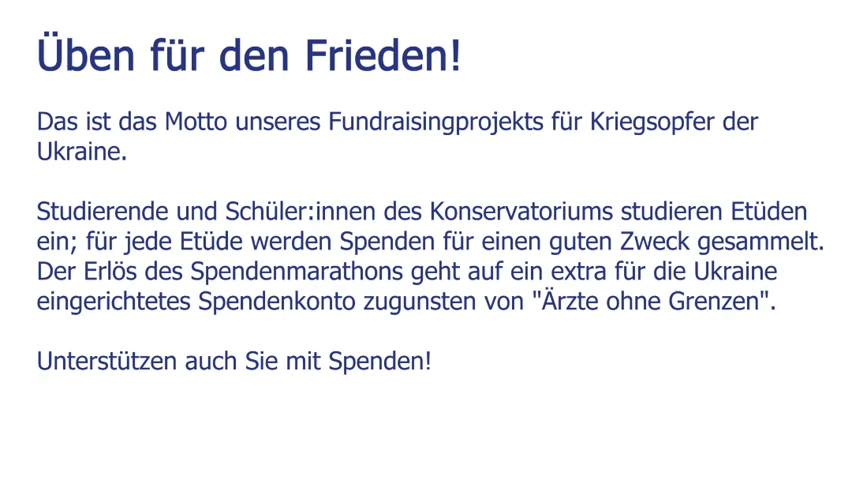 Üben für den Frieden!
Das ist das Motto unseres Fundraisingprojekts für Kriegsopfer der
Ukraine.
Studierende und Schüler:innen des Konservatoriums studieren Etüden
ein; für jede Etüde werden Spenden für einen guten Zweck gesammelt.
Der Erlös des Spendenmarathons geht auf ein extra für die Ukraine
eingerichtetes Spendenkonto zugunsten von "Ärzte ohne Grenzen".
Unterstützen auch Sie mit Spenden!